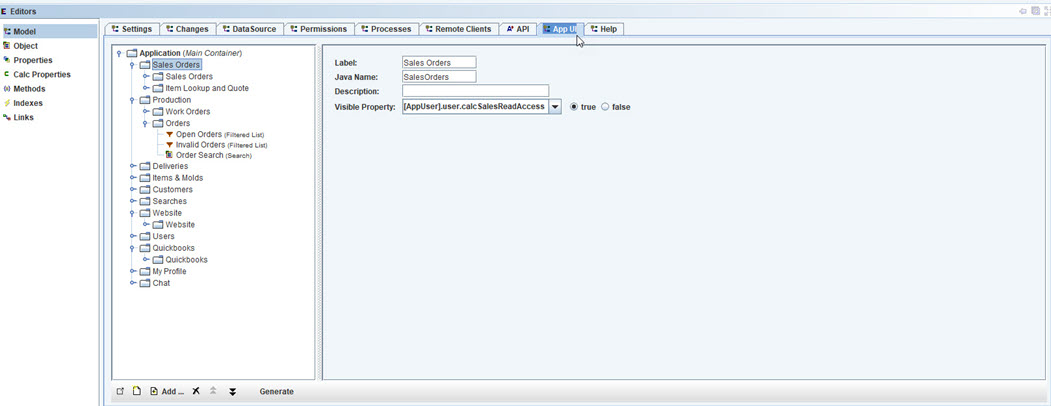 Editors
Model
Object
Properties
Calc Properties
Methods
Indexes
Links
Settings Changes DataSource Permissions Processes Remote Clients API App UI Help
Application (Main Container)
Sales Orders
Sales Orders
Item Lookup and Quote
Production
Work Orders
Orders
Open Orders (Filtered List)
Invalid Orders (Filtered List)
Order Search (Search)
Deliveries
Items & Molds
Customers
Searches
Website
Website
Users
Quickbooks
Quickbooks
My Profile
Chat
Label: Sales Orders
Java Name: SalesOrders
Description:
Visible Property: [AppUser].user.calcSalesReadAccess true false
Add ... Generate